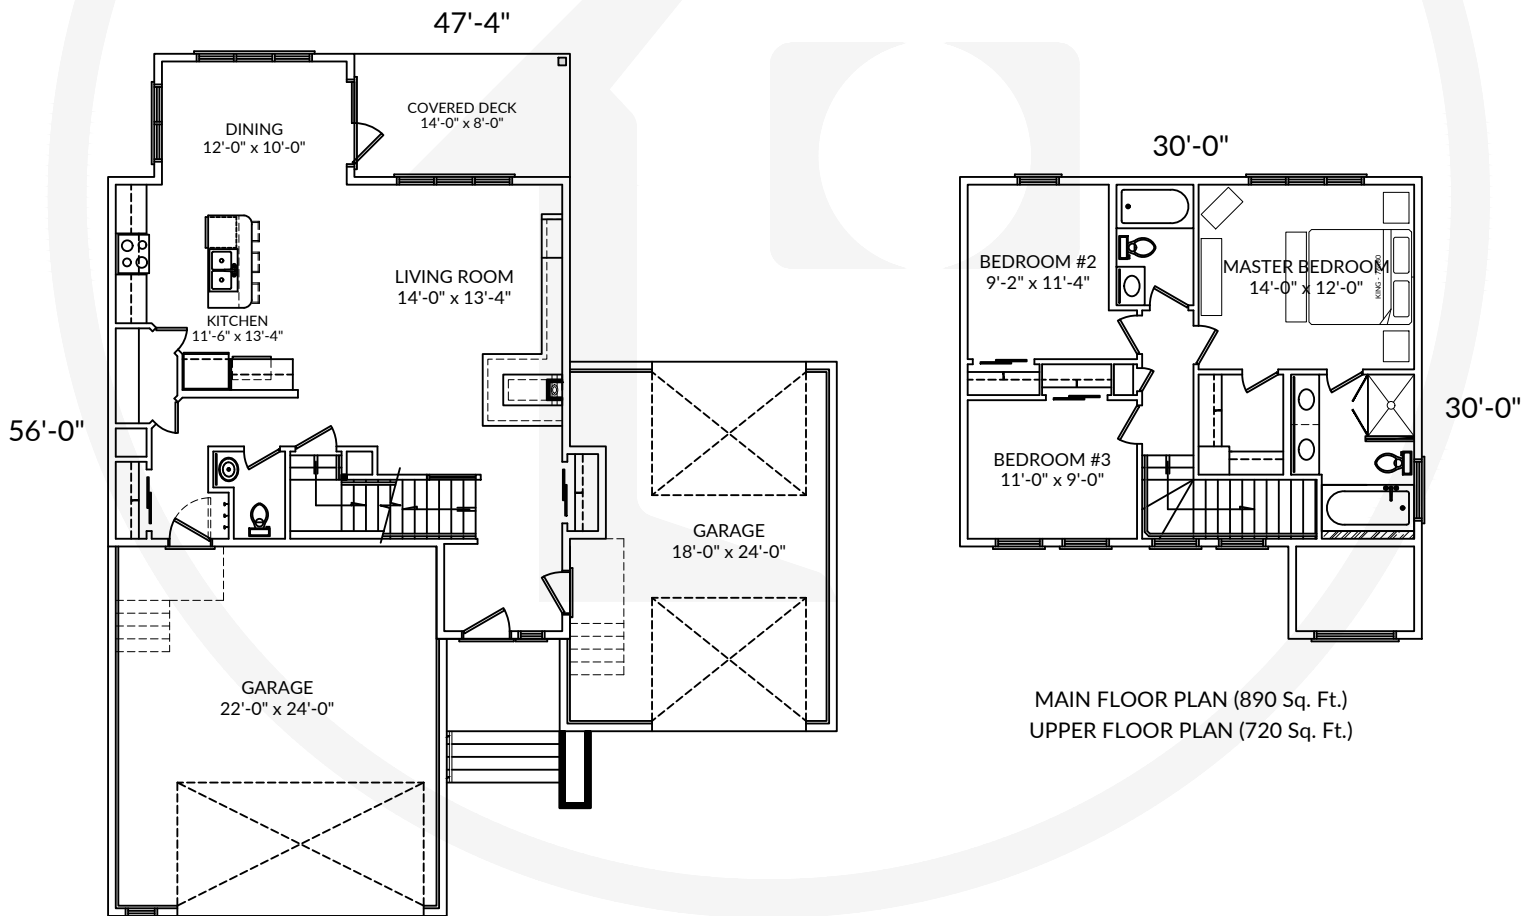 47'-4"
COVERED DECK
14'-0" x 8'-0"
DINING
12'-0" x 10'-0"
30'-0"
LIVING ROOM
14'-0" x 13'-4"
KITCHEN
11'-6" x 13'-4"
BEDROOM #2
9'-2" x 11'-4"
MASTER BEDROOM
14'-0" x 12'-0"
56'-0"
30'-0"
BEDROOM #3
11'-0" x 9'-0"
GARAGE
18'-0" x 24'-0"
GARAGE
22'-0" x 24'-0"
MAIN FLOOR PLAN (890 Sq. Ft.)
UPPER FLOOR PLAN (720 Sq. Ft.)